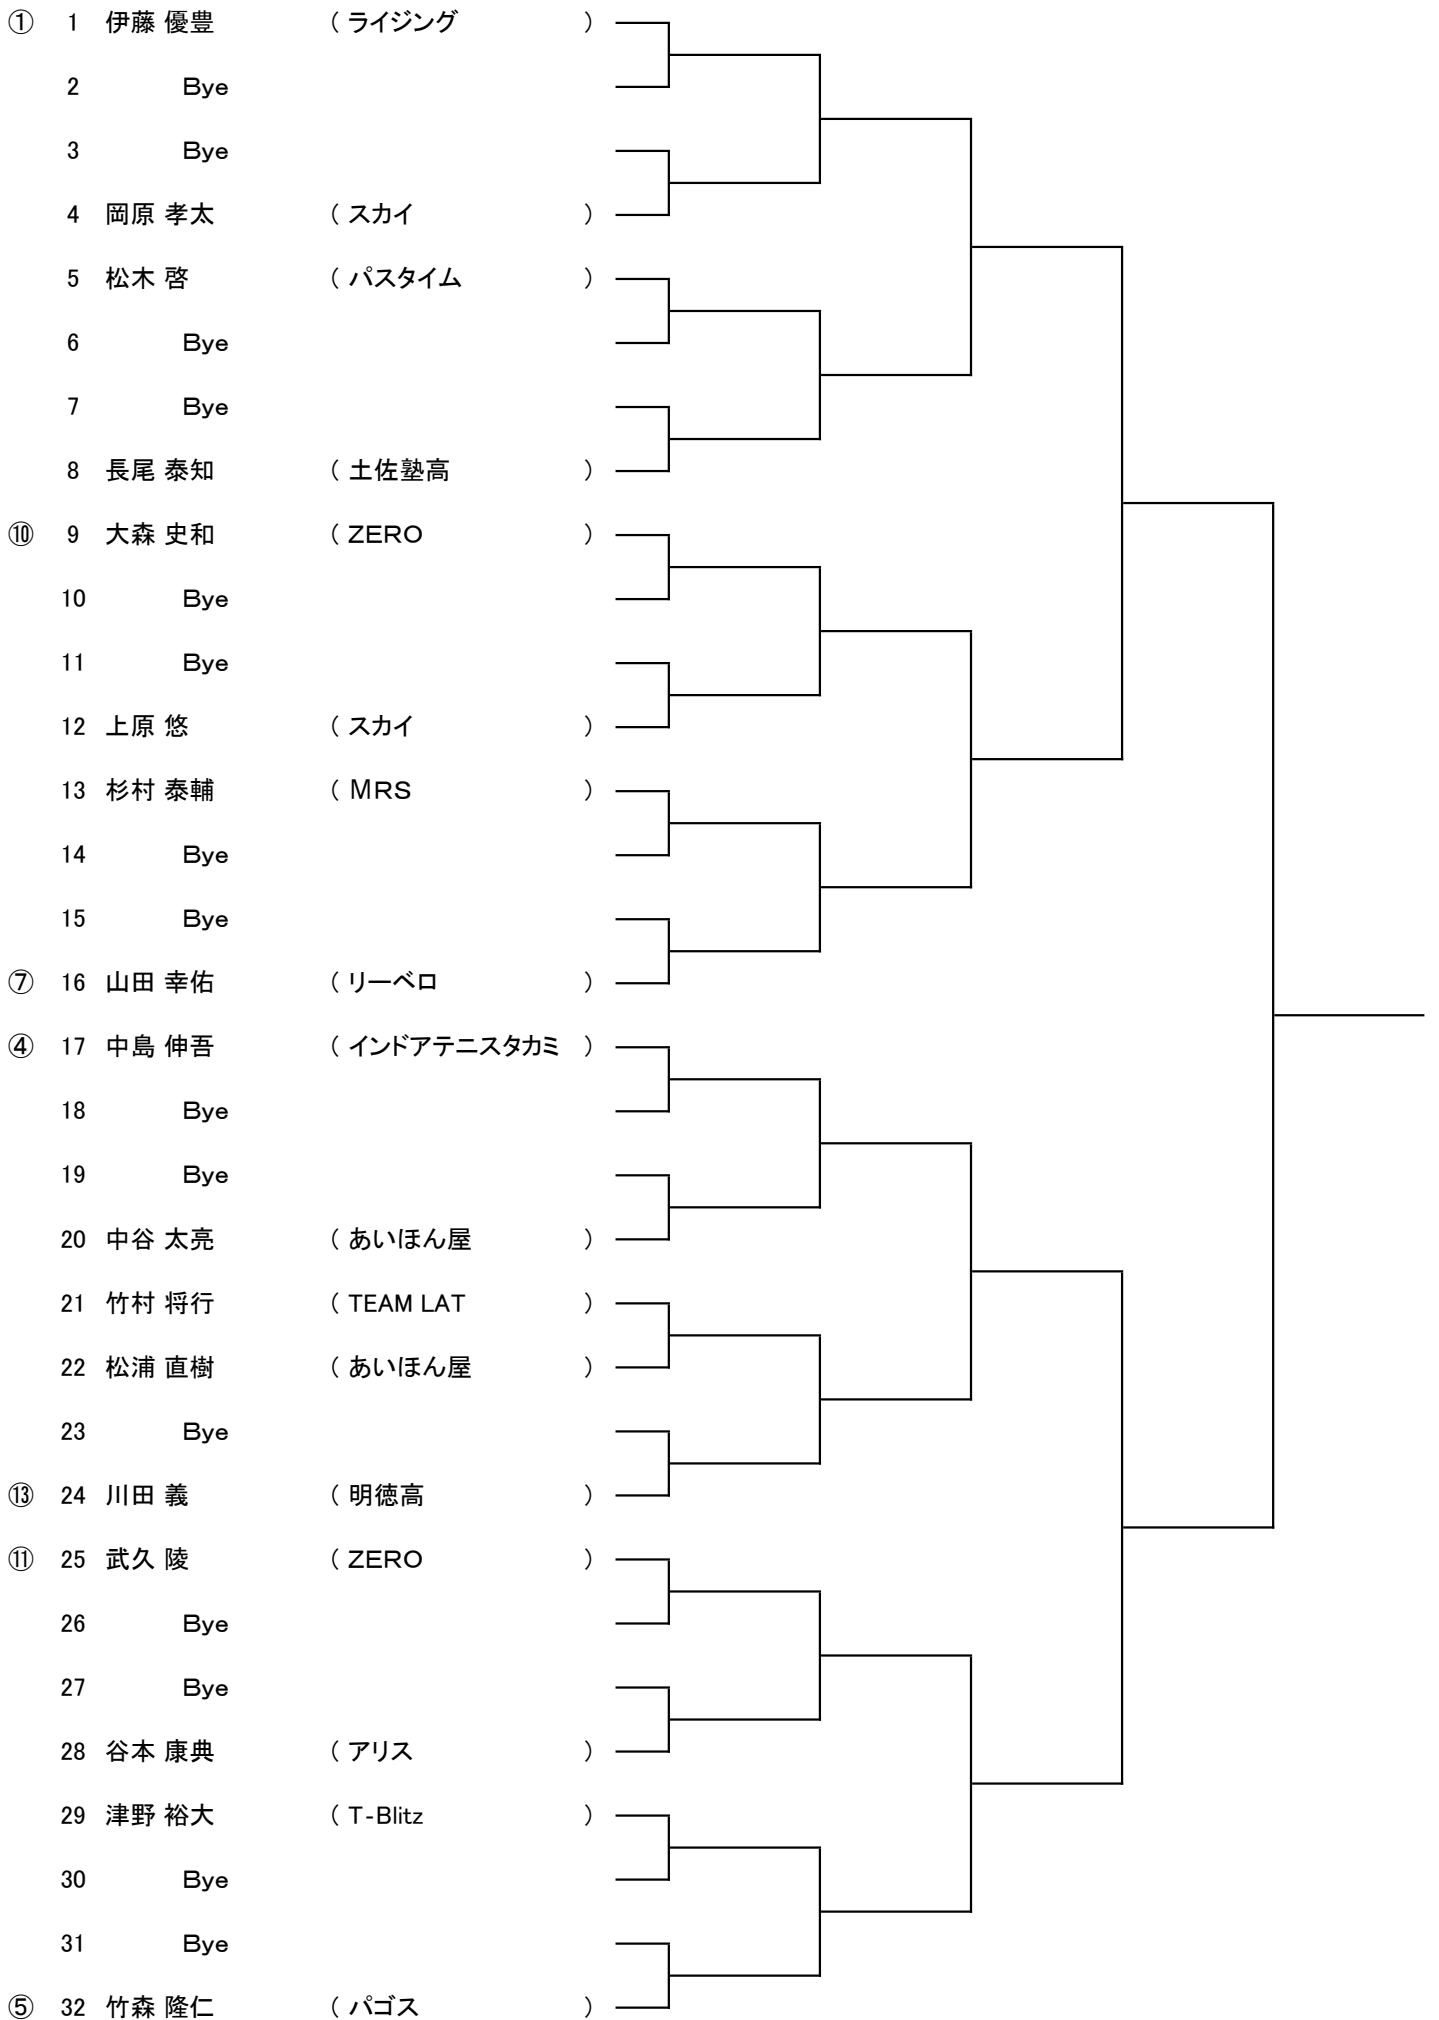 ① 1 伊藤 優豊 ( ライジング )
2 Bye
3 Bye
4 岡原 孝太 ( スカイ )
5 松木 啓 ( パスタイム )
6 Bye
7 Bye
8 長尾 泰知 ( 土佐塾高 )
⑩ 9 大森 史和 ( ZERO )
10 Bye
11 Bye
12 上原 悠 ( スカイ )
13 杉村 泰輔 ( MRS )
14 Bye
15 Bye
⑦ 16 山田 幸佑 ( リーベロ )
④ 17 中島 伸吾 ( インドアテニスタカミ )
18 Bye
19 Bye
20 中谷 太亮 ( あいほん屋 )
21 竹村 将行 ( TEAM LAT )
22 松浦 直樹 ( あいほん屋 )
23 Bye
⑬ 24 川田 義 ( 明徳高 )
⑪ 25 武久 陵 ( ZERO )
26 Bye
27 Bye
28 谷本 康典 ( アリス )
29 津野 裕大 ( T-Blitz )
30 Bye
31 Bye
⑤ 32 竹森 隆仁 ( パゴス )